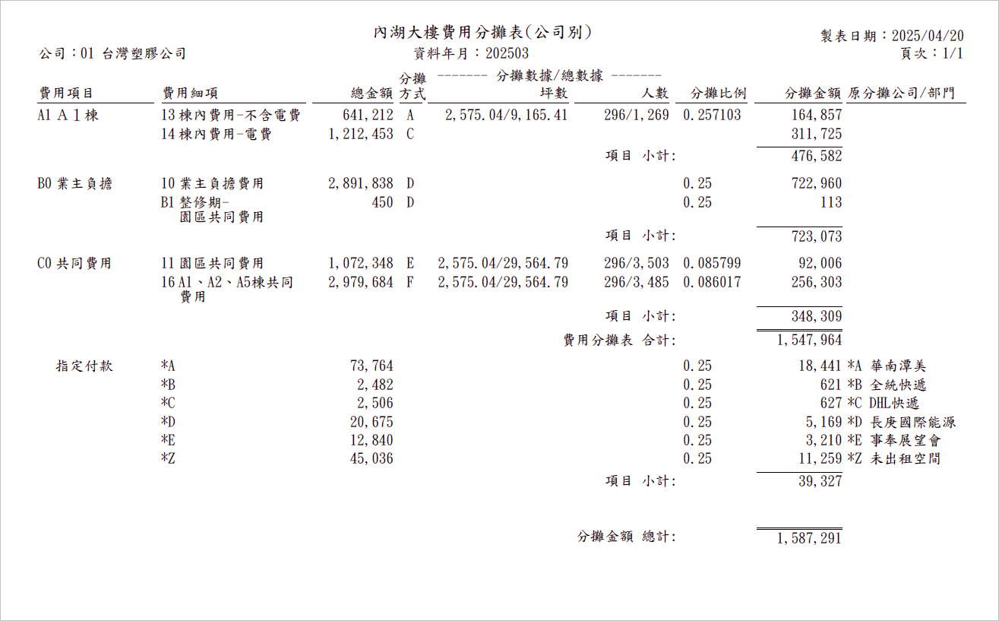 內湖大樓費用分攤表(公司別)
製表日期：2025/04/20
公司：01 台灣塑膠公司 資料年月：202503 頁次：1/1
分攤 ------- 分攤數據/總數據 -------
費用項目 費用細項 總金額 方式 坪數 人數 分攤比例 分攤金額 原分攤公司/部門
A1 Ａ１棟 13 棟內費用-不含電費 641,212 A 2,575.04/9,165.41 296/1,269 0.257103 164,857
14 棟內費用-電費 1,212,453 C 311,725
項目 小計: 476,582
B0 業主負擔 10 業主負擔費用 2,891,838 D 0.25 722,960
B1 整修期- 450 D 0.25 113
園區共同費用
項目 小計: 723,073
C0 共同費用 11 園區共同費用 1,072,348 E 2,575.04/29,564.79 296/3,503 0.085799 92,006
16 A1、A2、A5棟共同 2,979,684 F 2,575.04/29,564.79 296/3,485 0.086017 256,303
費用
項目 小計: 348,309
費用分攤表 合計: 1,547,964
指定付款 *A 73,764 0.25 18,441 *A 華南潭美
*B 2,482 0.25 621 *B 全統快遞
*C 2,506 0.25 627 *C DHL快遞
*D 20,675 0.25 5,169 *D 長庚國際能源
*E 12,840 0.25 3,210 *E 事奉展望會
*Z 45,036 0.25 11,259 *Z 未出租空間
項目 小計: 39,327
分攤金額 總計: 1,587,291